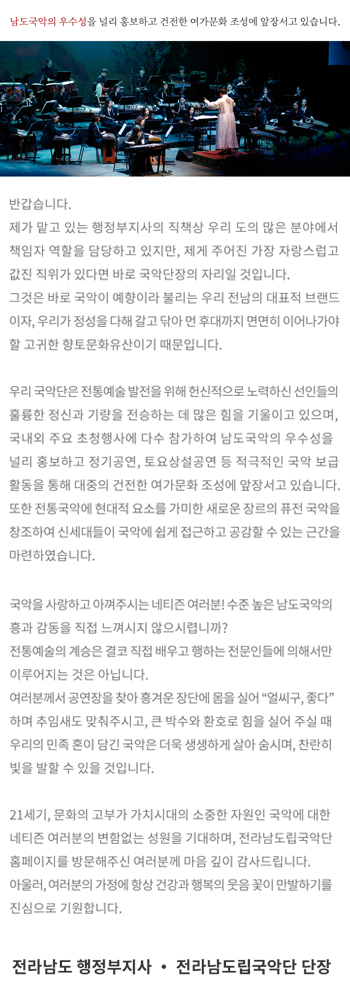 남도국악의 우수성을 널리 홍보하고 건전한 여가문화 조성에 앞장서고 있습니다.
반갑습니다.
제가 맡고 있는 행정부지사의 직책상 우리 도의 많은 분야에서
책임자 역할을 담당하고 있지만, 제게 주어진 가장 자랑스럽고
값진 직위가 있다면 바로 국악단장의 자리일 것입니다.
그것은 바로 국악이 예향이라 불리는 우리 전남의 대표적 브랜드
이자, 우리가 정성을 다해 갈고 닦아 먼 후대까지 면면히 이어나가야
할 고귀한 향토문화유산이기 때문입니다.
우리 국악단은 전통예술 발전을 위해 헌신적으로 노력하신 선인들의
훌륭한 정신과 기량을 전승하는 데 많은 힘을 기울이고 있으며,
국내외 주요 초청행사에 다수 참가하여 남도국악의 우수성을
널리 홍보하고 정기공연, 토요상설공연 등 적극적인 국악 보급
활동을 통해 대중의 건전한 여가문화 조성에 앞장서고 있습니다.
또한 전통국악에 현대적 요소를 가미한 새로운 장르의 퓨전 국악을
창조하여 신세대들이 국악에 쉽게 접근하고 공감할 수 있는 근간을
마련하였습니다.
국악을 사랑하고 아껴주시는 네티즌 여러분! 수준 높은 남도국악의
흥과 감동을 직접 느껴시지 않으시렵니까?
전통예술의 계승은 결코 직접 배우고 행하는 전문인들에 의해서만
이루어지는 것은 아닙니다.
여러분께서 공연장을 찾아 흥겨운 장단에 몸을 실어 “얼씨구, 좋다”
하며 추임새도 맞춰주시고, 큰 박수와 환호로 힘을 실어 주실 때
우리의 민족 혼이 담긴 국악은 더욱 생생하게 살아 숨시며, 찬란히
빛을 발할 수 있을 것입니다.
21세기, 문화의 고부가 가치시대의 소중한 자원인 국악에 대한
네티즌 여러분의 변함없는 성원을 기대하며, 전라남도립국악단
홈페이지를 방문해주신 여러분께 마음 깊이 감사드립니다.
아울러, 여러분의 가정에 항상 건강과 행복의 웃음 꽃이 만발하기를
진심으로 기원합니다.
전라남도 행정부지사 • 전라남도립국악단 단장